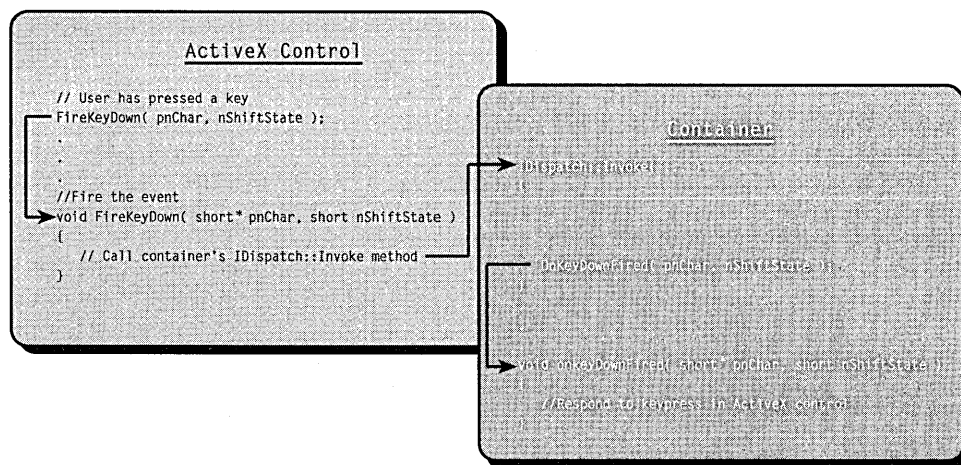 ActiveX Control
// User has pressed a key
FireKeyDown( pnChar, nShiftState );
.
.
.
//Fire the event
void FireKeyDown( short* pnChar, short nShiftState )
{
// Call container's IDispatch::Invoke method
}
Container
IDispatch::Invoke(
{
OnKeyDownFired( pnChar, nShiftState );
}
void OnKeyDownFired( short* pnChar, short nShiftState )
{
//Respond to keypress in ActiveX control
}